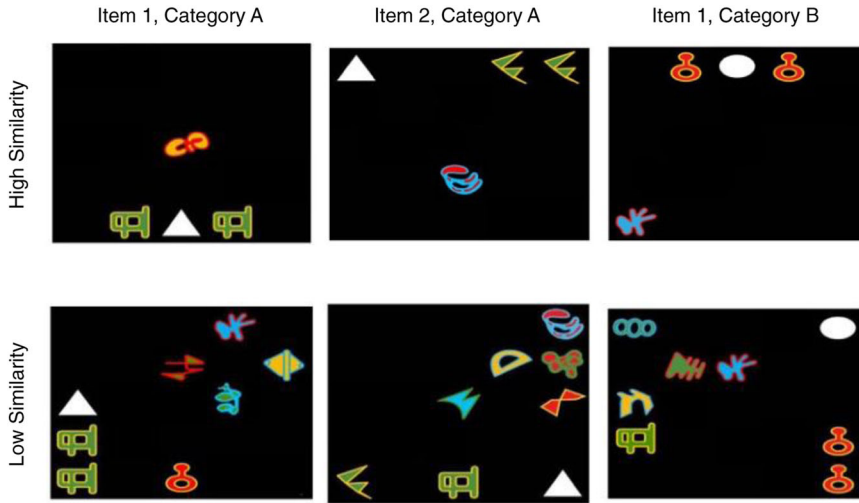 Item 1, Category A
Item 2, Category A
Item 1, Category B
High Similarity
Low Similarity